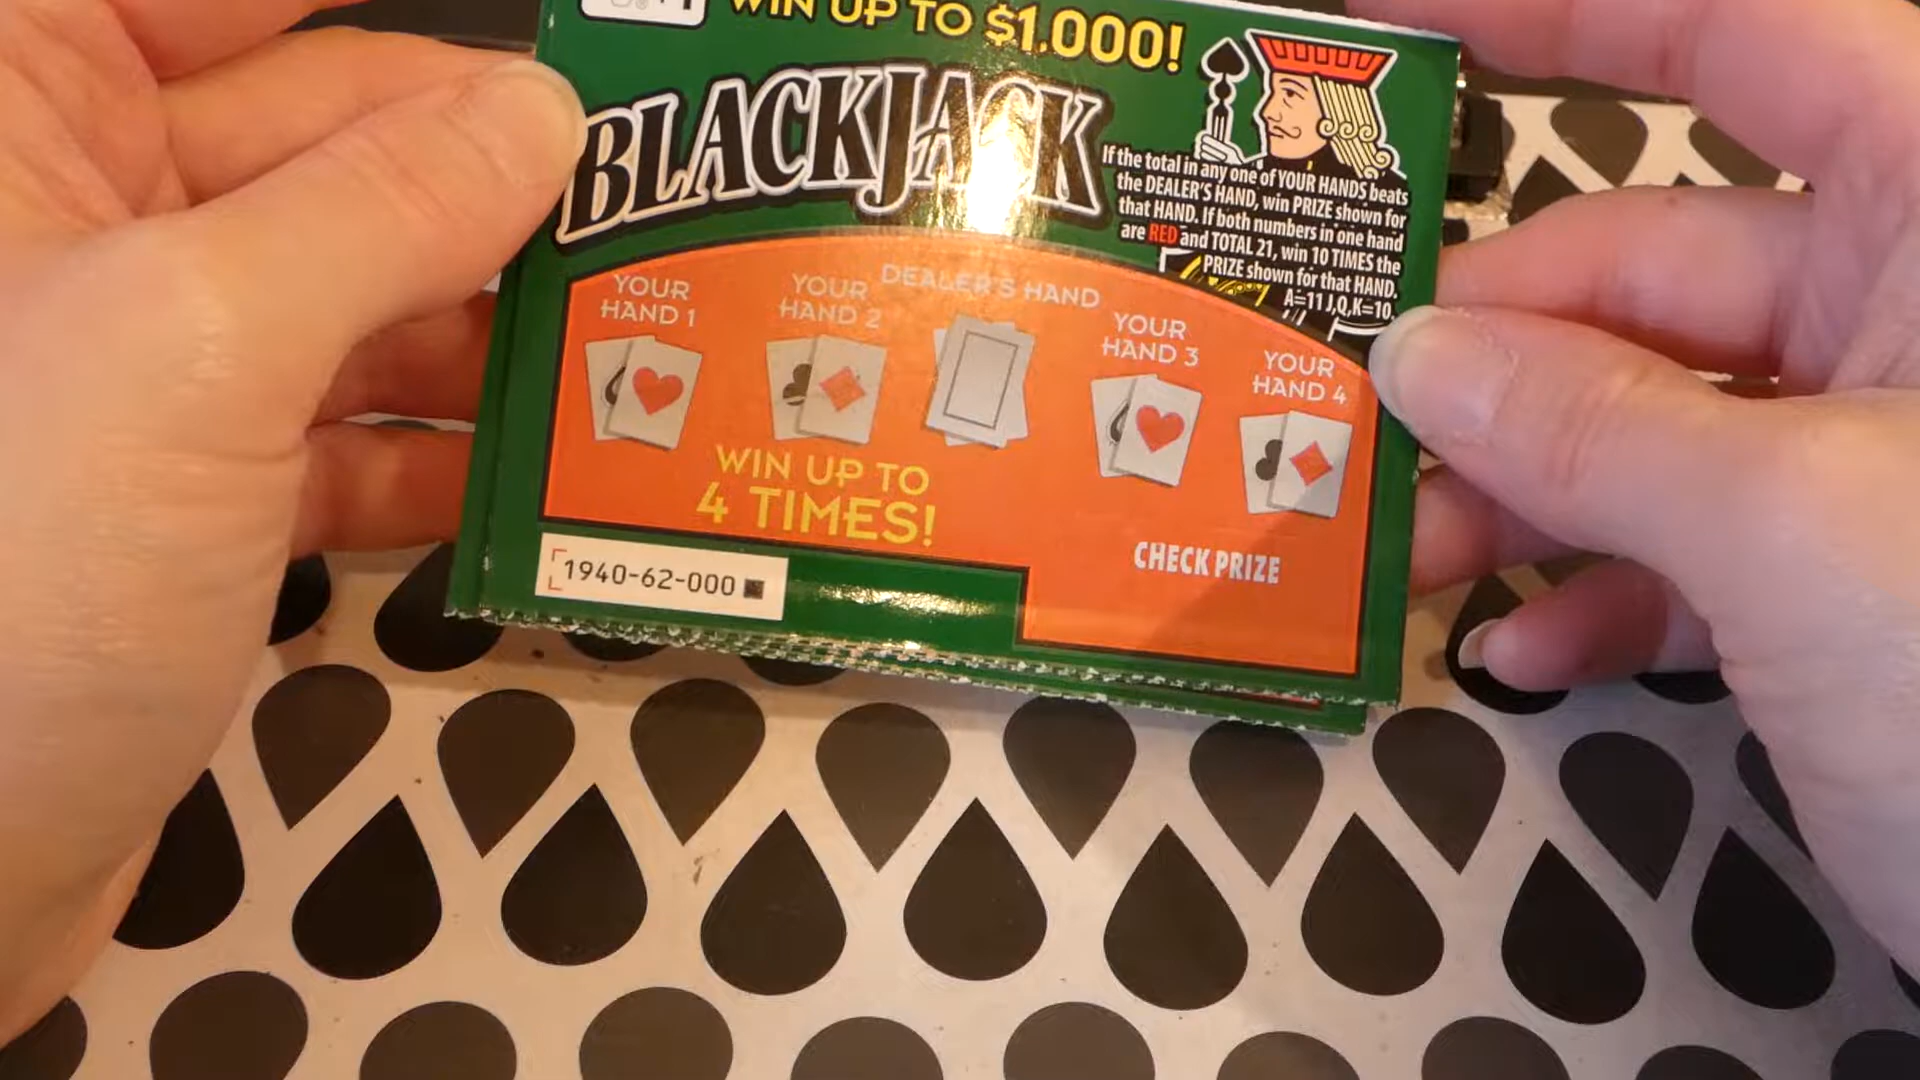 WIN UP TO $1,000!
BLACKJACK
If the total in any one of YOUR HANDS beats
the DEALER'S HAND, win PRIZE shown for
that HAND. If both numbers in one hand
are RED and TOTAL 21, win 10 TIMES the
PRIZE shown for that HAND.
A=11 J,Q,K=10.
YOUR
HAND 1
YOUR
HAND 2
DEALER'S HAND
YOUR
HAND 3
YOUR
HAND 4
WIN UP TO
4 TIMES!
CHECK PRIZE
1940-62-000